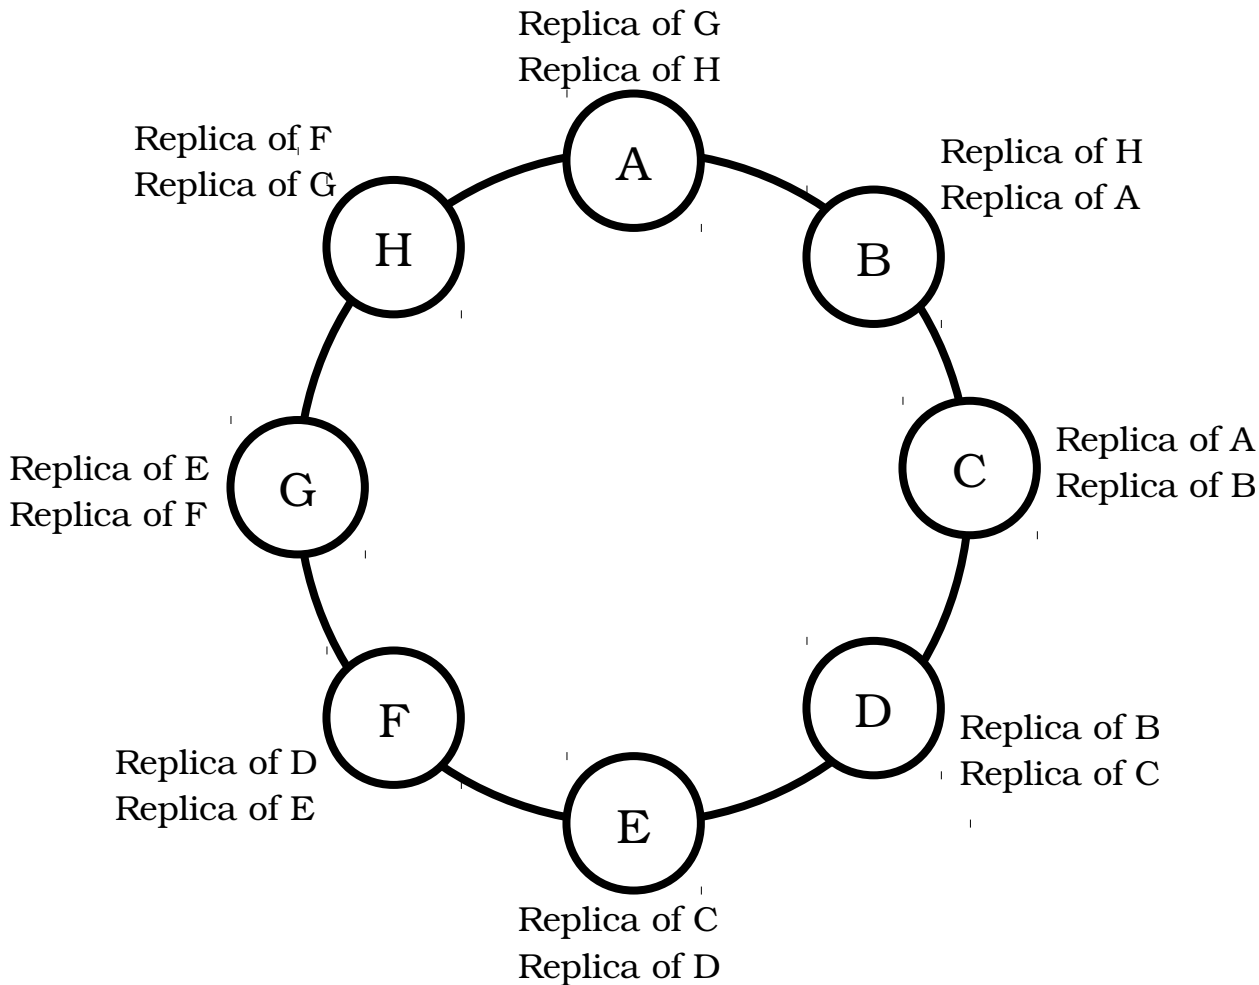 Replica of G
Replica of H
A
Replica of F
Replica of G
H
Replica of H
Replica of A
B
Replica of A
Replica of B
C
Replica of E
Replica of F
G
Replica of B
Replica of C
D
Replica of D
Replica of E
F
E
Replica of C
Replica of D